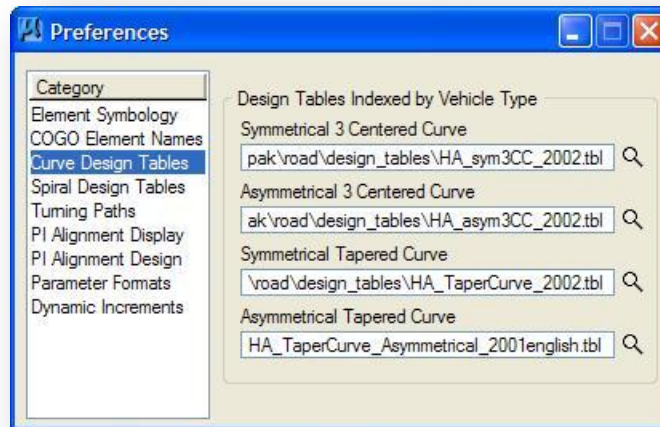 Preferences
Category
Element Symbology
COGO Element Names
Curve Design Tables
Spiral Design Tables
Turning Paths
PI Alignment Display
PI Alignment Design
Parameter Formats
Dynamic Increments
Design Tables Indexed by Vehicle Type
Symmetrical 3 Centered Curve
pak\road\design_tables\HA_sym3CC_2002.tbl
Asymmetrical 3 Centered Curve
ak\road\design_tables\HA_asym3CC_2002.tbl
Symmetrical Tapered Curve
\road\design_tables\HA_TaperCurve_2002.tbl
Asymmetrical Tapered Curve
HA_TaperCurve_Asymmetrical_2001english.tbl